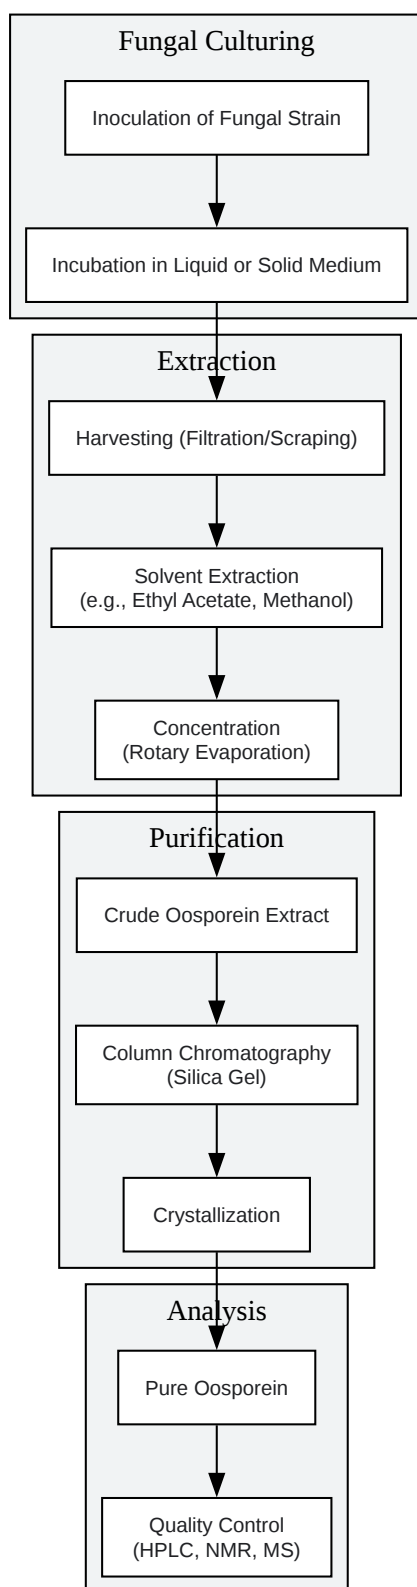 Fungal Culturing
Inoculation of Fungal Strain
Incubation in Liquid or Solid Medium
Extraction
Harvesting (Filtration/Scraping)
Solvent Extraction
(e.g., Ethyl Acetate, Methanol)
Concentration
(Rotary Evaporation)
Purification
Crude Oosporein Extract
Column Chromatography
(Silica Gel)
Crystallization
Analysis
Pure Oosporein
Quality Control
(HPLC, NMR, MS)